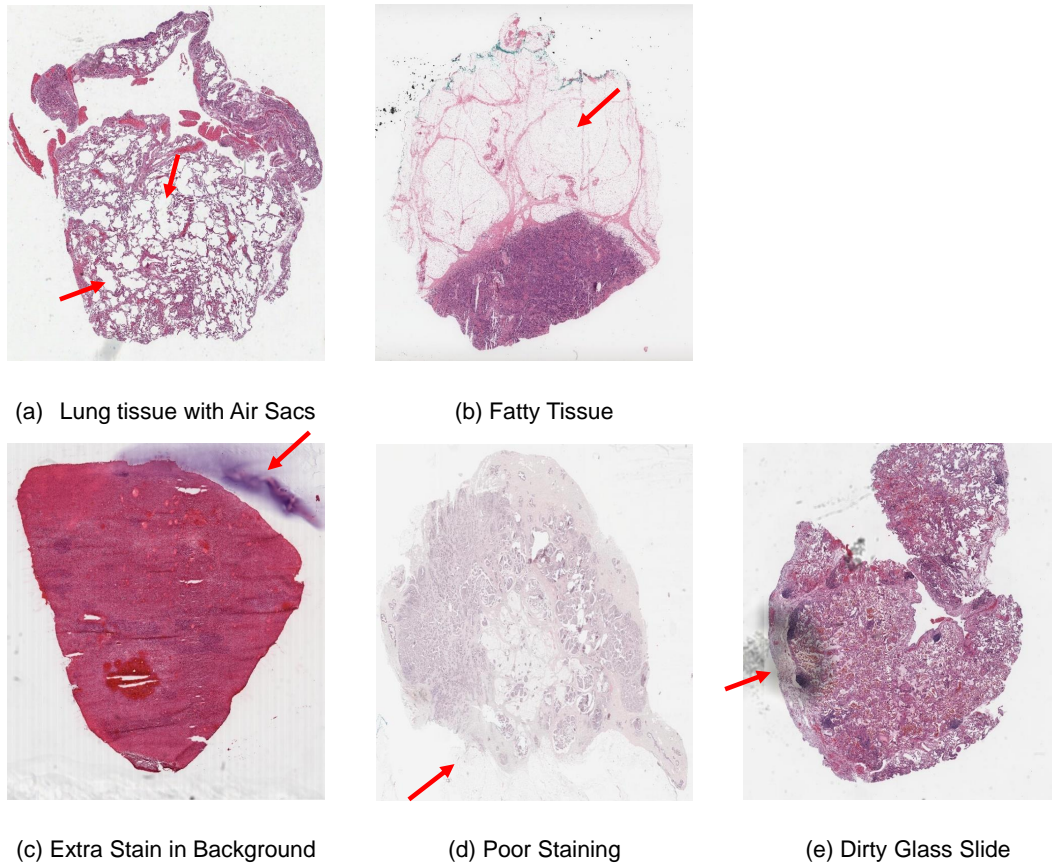 (a) Lung tissue with Air Sacs
(b) Fatty Tissue
(c) Extra Stain in Background
(d) Poor Staining
(e) Dirty Glass Slide